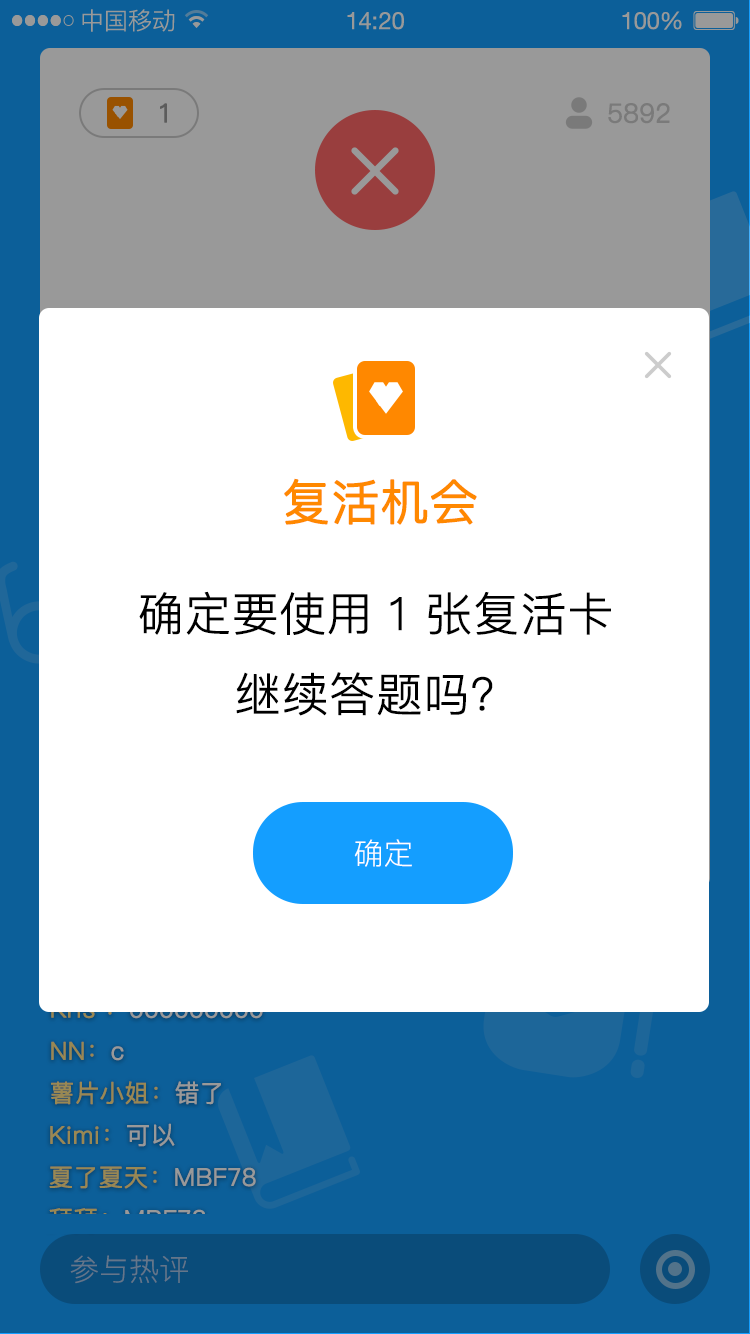 中国移动 14:20 100%
1 5892
复活机会
确定要使用 1 张复活卡
继续答题吗?
确定
NN： c
薯片小姐： 错了
Kimi： 可以
夏了夏天： MBF78
参与热评